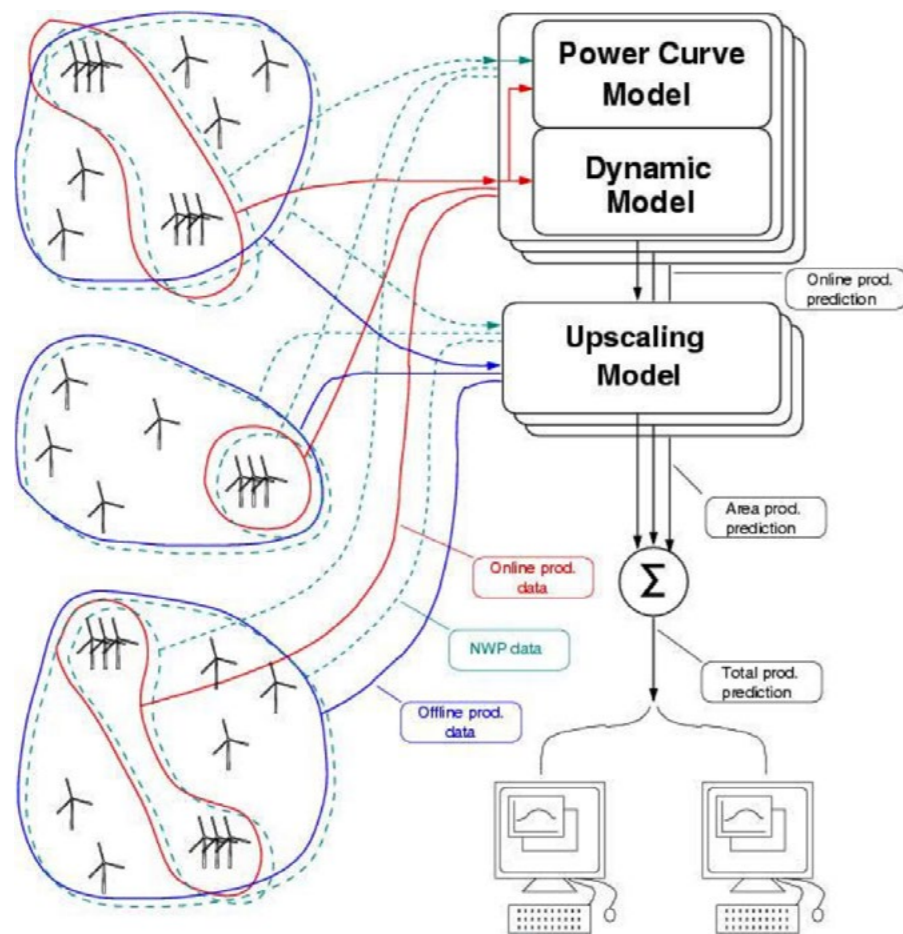 Power Curve
Model
Dynamic
Model
Online prod.
prediction
Upscaling
Model
Area prod.
prediction
Online prod.
data
Σ
NWP data
Total prod.
prediction
Offline prod.
data